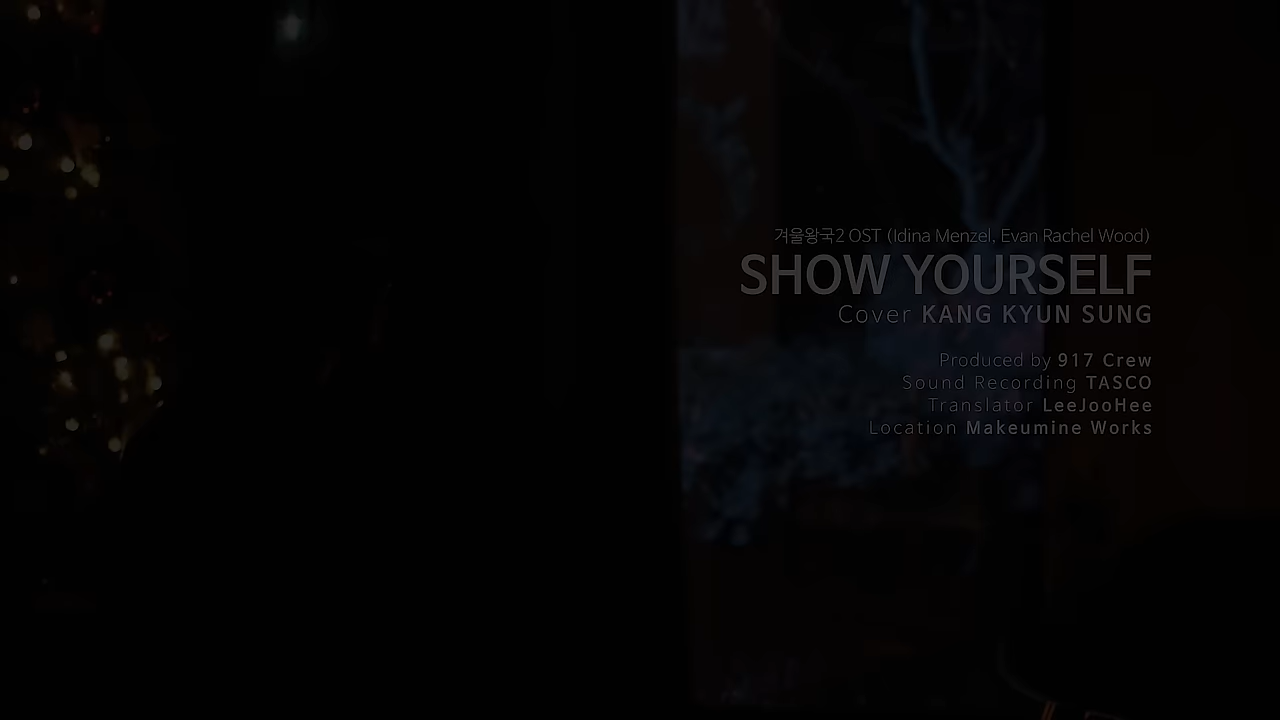 겨울왕국2 OST (Idina Menzel, Evan Rachel Wood)
SHOW YOURSELF
Cover KANG KYUN SUNG
Produced by 917 Crew
Sound Recording TASCO
Translator LeeJooHee
Location Makeumine Works